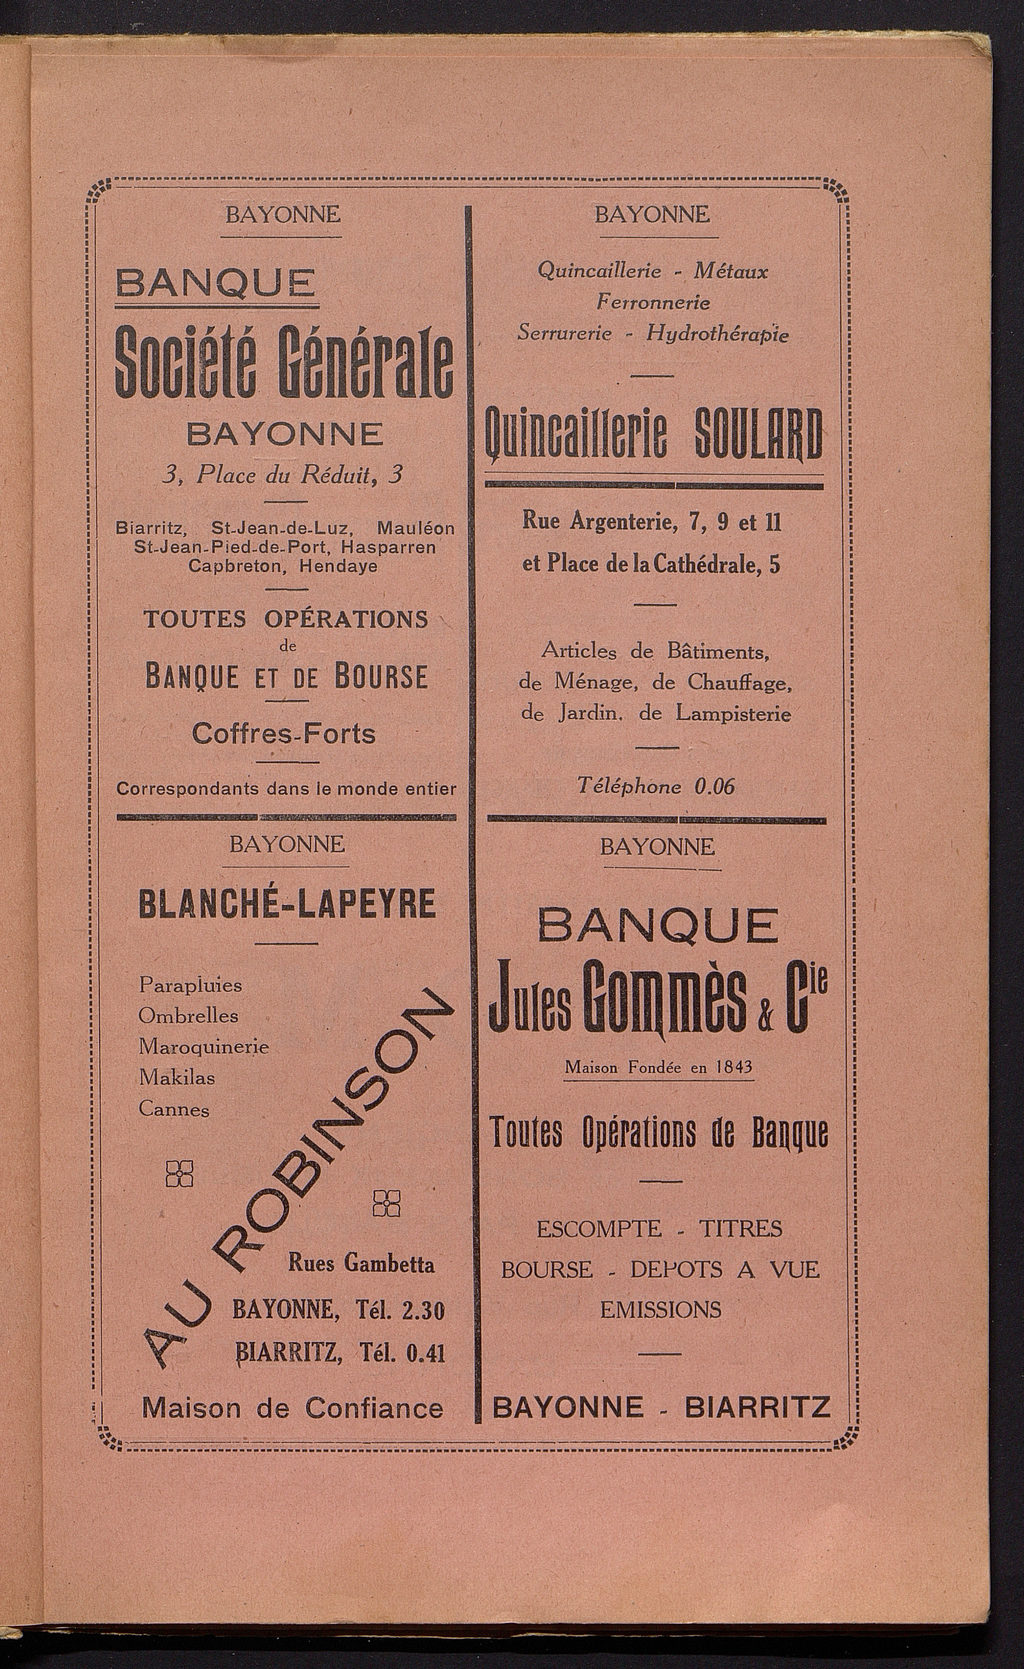 BAYONNE
BANQUE
Société Générale
BAYONNE
3, Place du Réduit, 3
Biarritz, St-Jean-de-Luz, Mauléon
St-Jean-Pied-de-Port, Hasparren
Capbreton, Hendaye
TOUTES OPÉRATIONS
de
BANQUE ET DE BOURSE
Coffres-Forts
Correspondants dans le monde entier
BAYONNE
Quincaillerie - Métaux
Ferronnerie
Serrurerie - Hydrothérapie
Quincaillerie SOULARD
Rue Argenterie, 7, 9 et 11
et Place de la Cathédrale, 5
Articles de Bâtiments,
de Ménage, de Chauffage,
de Jardin, de Lampisterie
Téléphone 0.06
BAYONNE
BLANCHÉ-LAPEYRE
Parapluies
Ombrelles
Maroquinerie
Makilas
Cannes
AU ROBINSON
Rues Gambetta
BAYONNE, Tél. 2.30
BIARRITZ, Tél. 0.41
Maison de Confiance
BAYONNE
BANQUE
Jules Gommès & Cie
Maison Fondée en 1843
Toutes Opérations de Banque
ESCOMPTE - TITRES
BOURSE - DEPOTS A VUE
EMISSIONS
BAYONNE - BIARRITZ